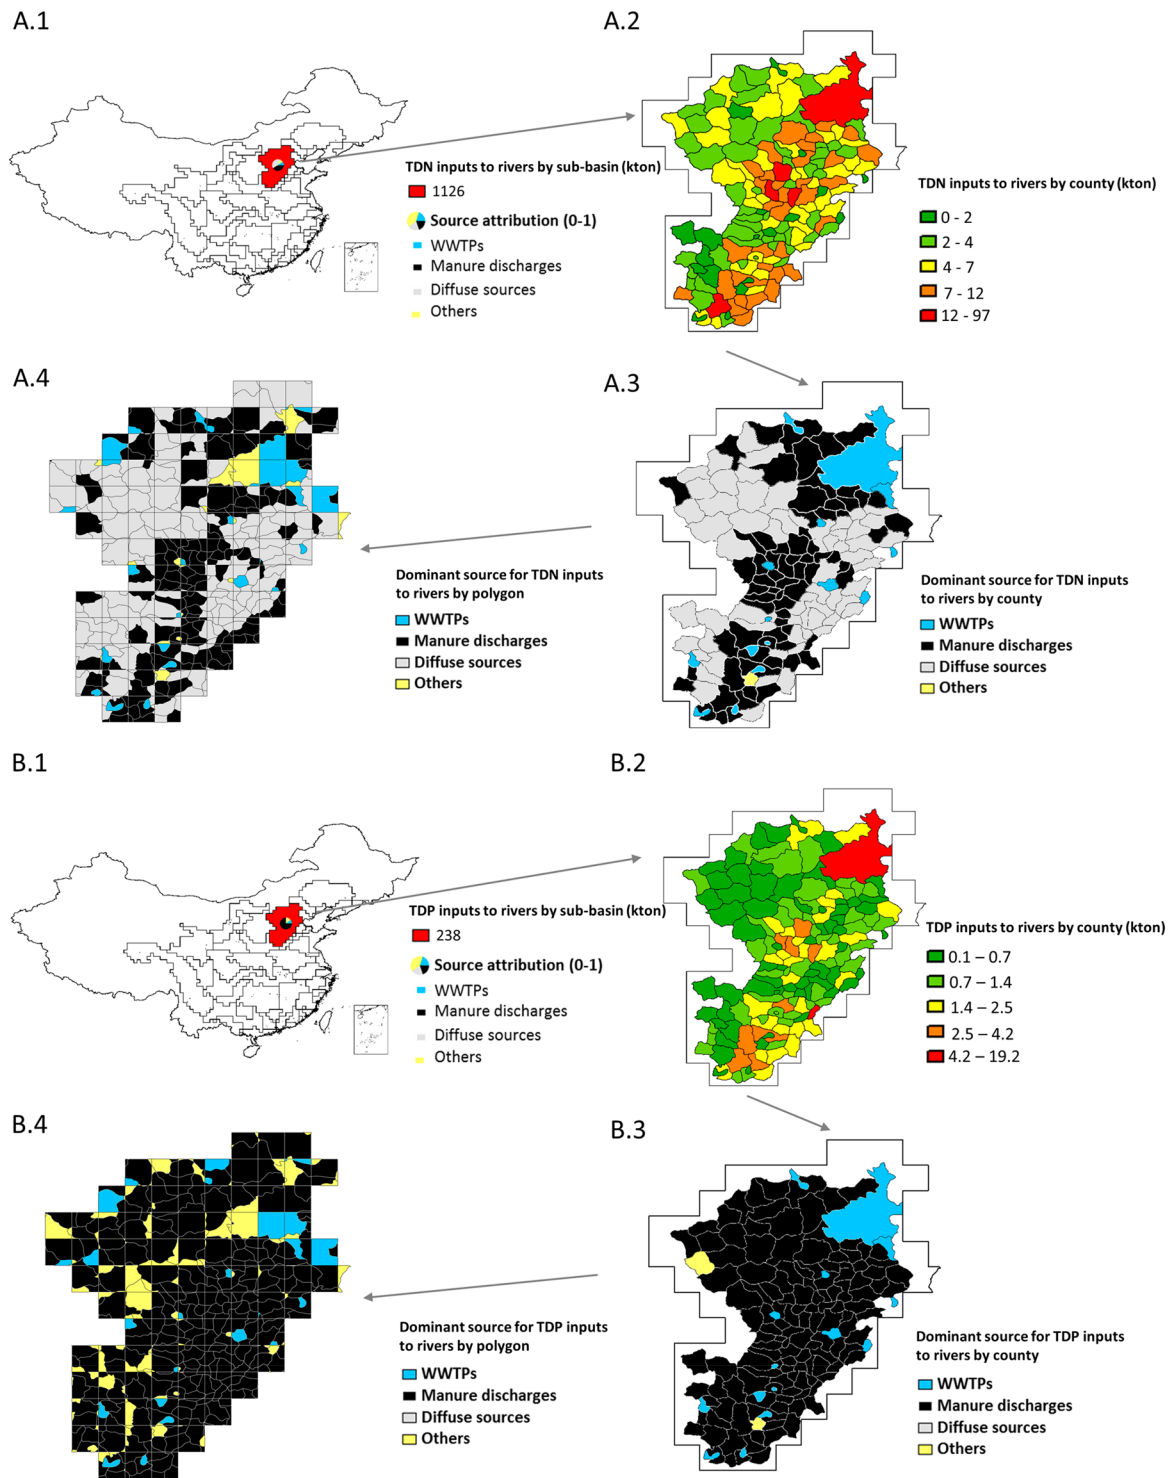 A.1
TDN inputs to rivers by sub-basin (kton)
1126
Source attribution (0-1)
WWTPs
Manure discharges
Diffuse sources
Others
A.2
TDN inputs to rivers by county (kton)
0 - 2
2 - 4
4 - 7
7 - 12
12 - 97
A.4
Dominant source for TDN inputs
to rivers by polygon
WWTPs
Manure discharges
Diffuse sources
Others
A.3
Dominant source for TDN inputs
to rivers by county
WWTPs
Manure discharges
Diffuse sources
Others
B.1
TDP inputs to rivers by sub-basin (kton)
238
Source attribution (0-1)
WWTPs
Manure discharges
Diffuse sources
Others
B.2
TDP inputs to rivers by county (kton)
0.1 – 0.7
0.7 – 1.4
1.4 – 2.5
2.5 – 4.2
4.2 – 19.2
B.4
Dominant source for TDP inputs
to rivers by polygon
WWTPs
Manure discharges
Diffuse sources
Others
B.3
Dominant source for TDP inputs
to rivers by county
WWTPs
Manure discharges
Diffuse sources
Others